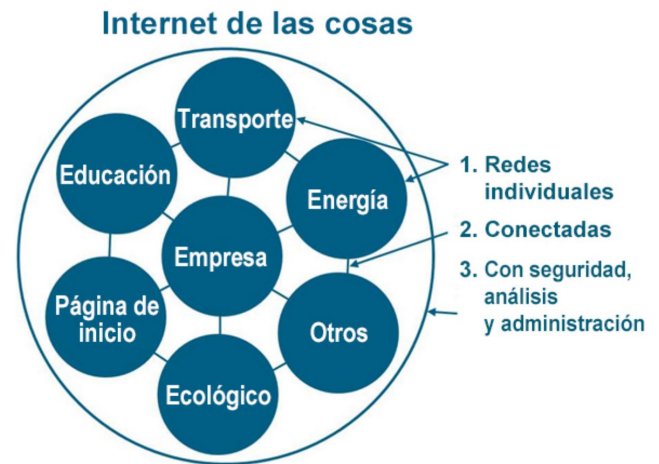 Internet de las cosas
Transporte
Educación
Energía
Empresa
Página de
inicio
Otros
Ecológico
1. Redes
individuales
2. Conectadas
3. Con seguridad,
análisis
y administración